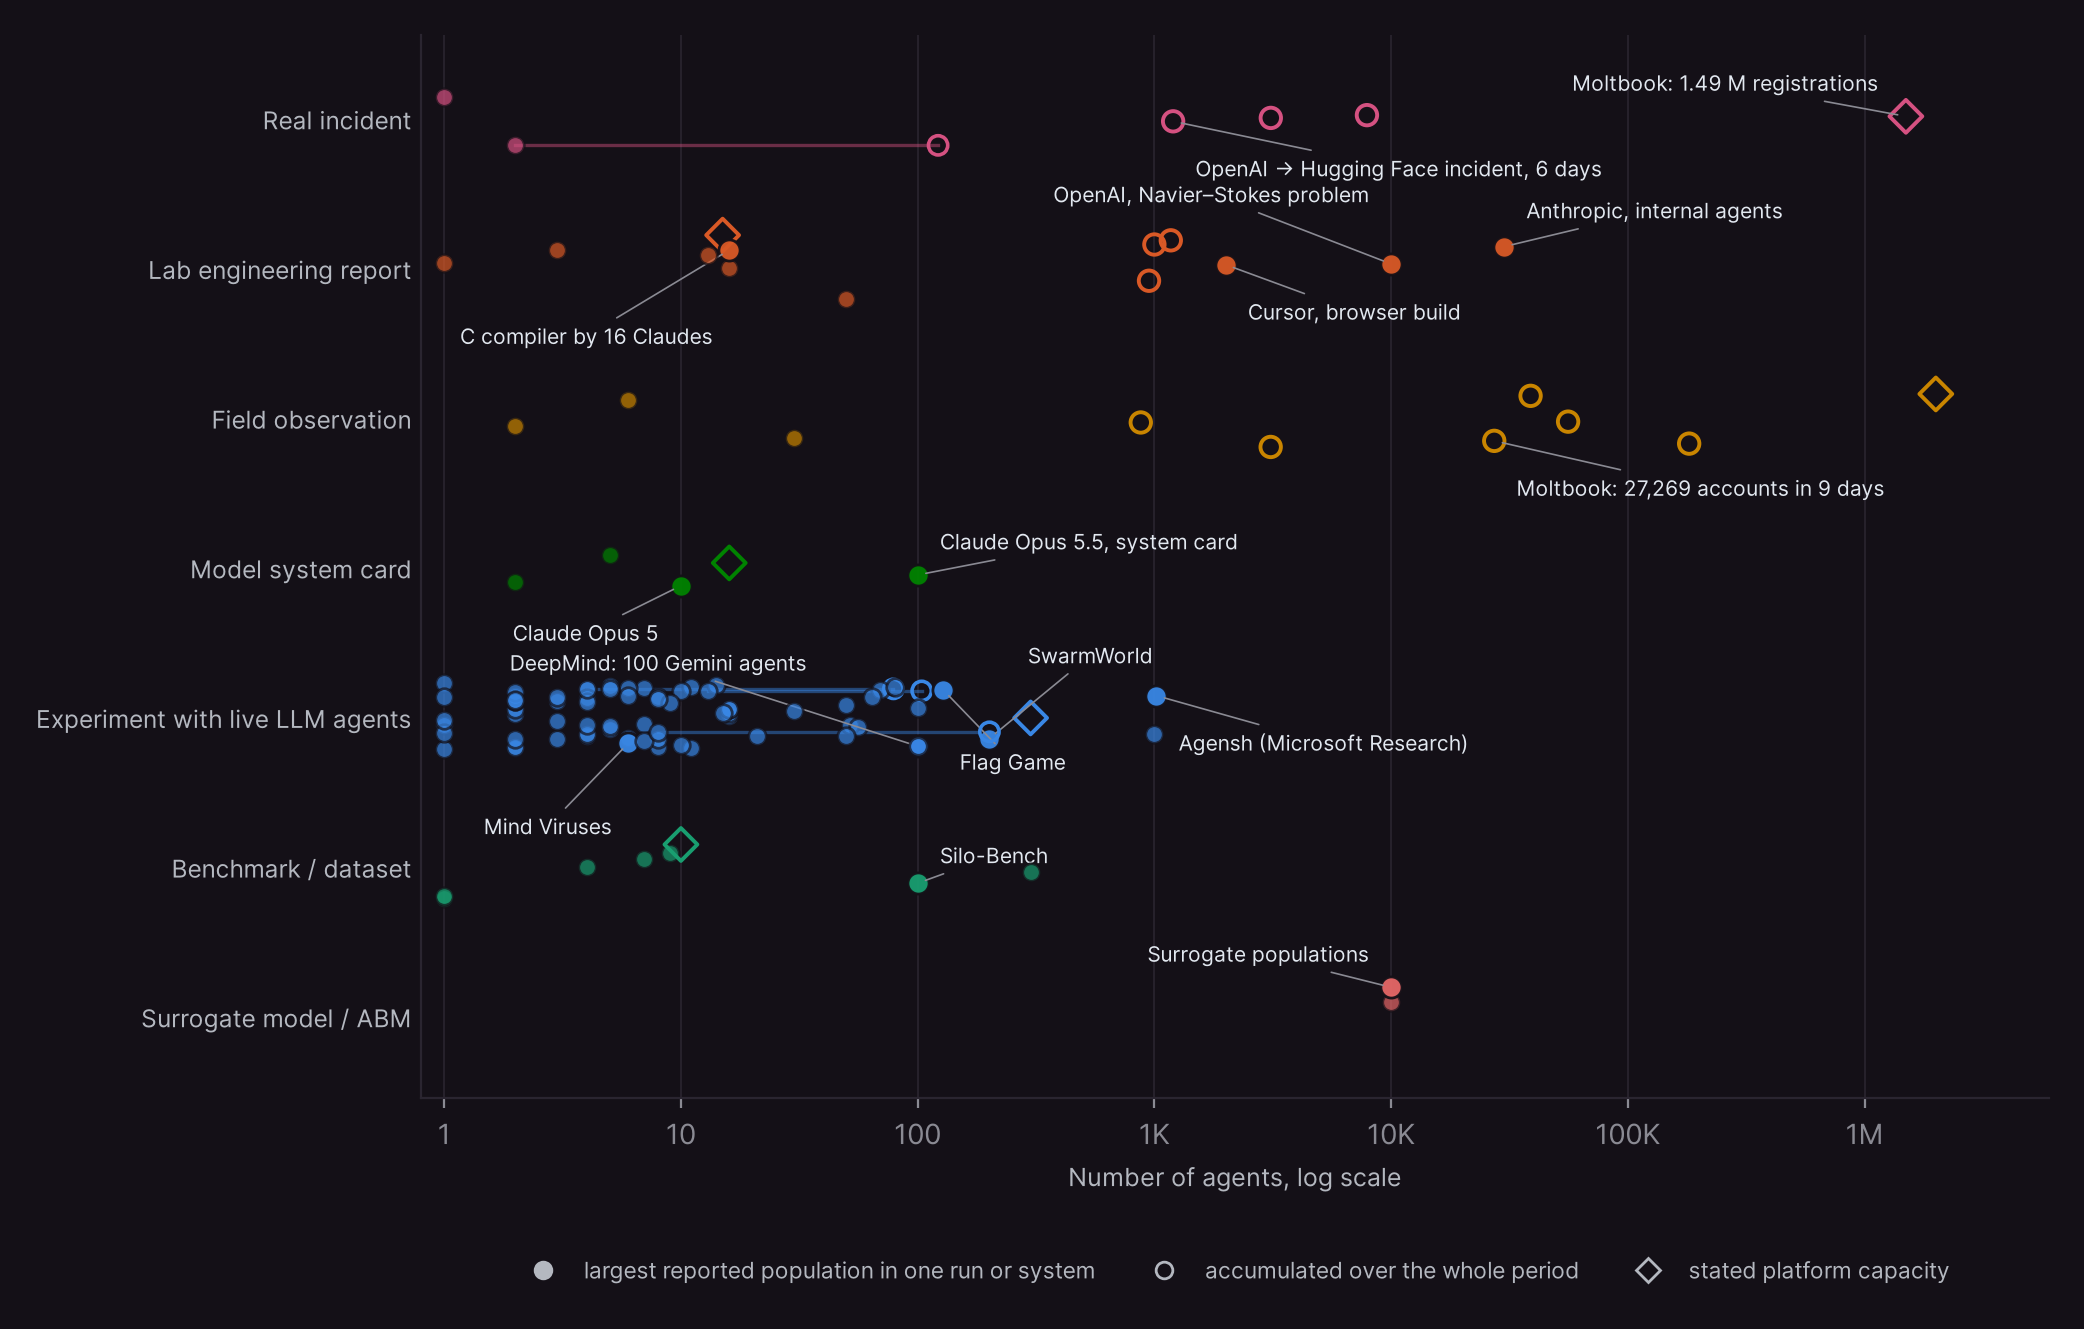 Moltbook: 1.49 M registrations
Real incident
OpenAI → Hugging Face incident, 6 days
OpenAI, Navier–Stokes problem
Anthropic, internal agents
Lab engineering report
Cursor, browser build
C compiler by 16 Claudes
Field observation
Moltbook: 27,269 accounts in 9 days
Claude Opus 5.5, system card
Model system card
Claude Opus 5
DeepMind: 100 Gemini agents
SwarmWorld
Experiment with live LLM agents
Agensh (Microsoft Research)
Flag Game
Mind Viruses
Silo-Bench
Benchmark / dataset
Surrogate populations
Surrogate model / ABM
1 10 100 1K 10K 100K 1M
Number of agents, log scale
largest reported population in one run or system accumulated over the whole period stated platform capacity